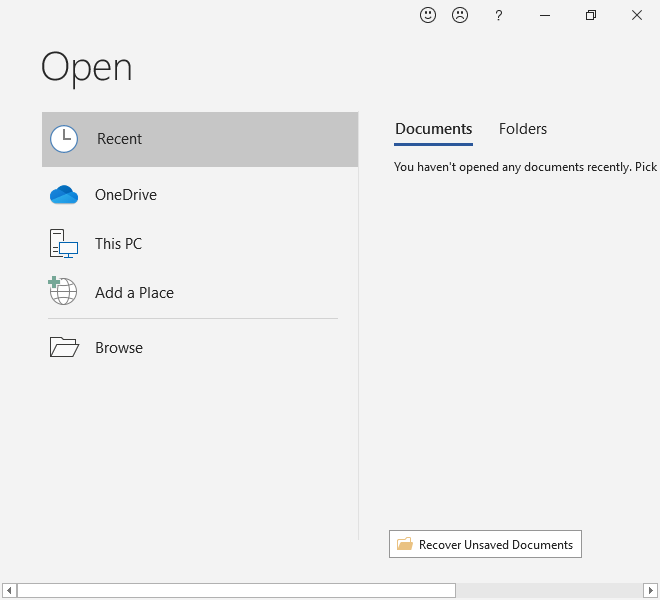 ?
Open
Recent
OneDrive
This PC
Add a Place
Browse
Documents Folders
You haven't opened any documents recently. Pick
Recover Unsaved Documents